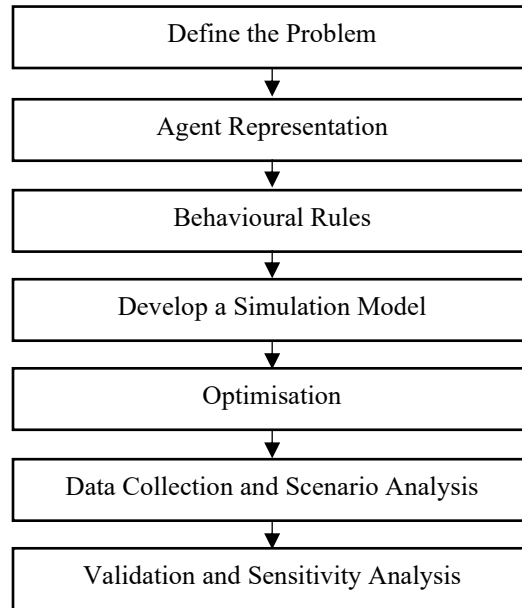 Define the Problem
Agent Representation
Behavioural Rules
Develop a Simulation Model
Optimisation
Data Collection and Scenario Analysis
Validation and Sensitivity Analysis